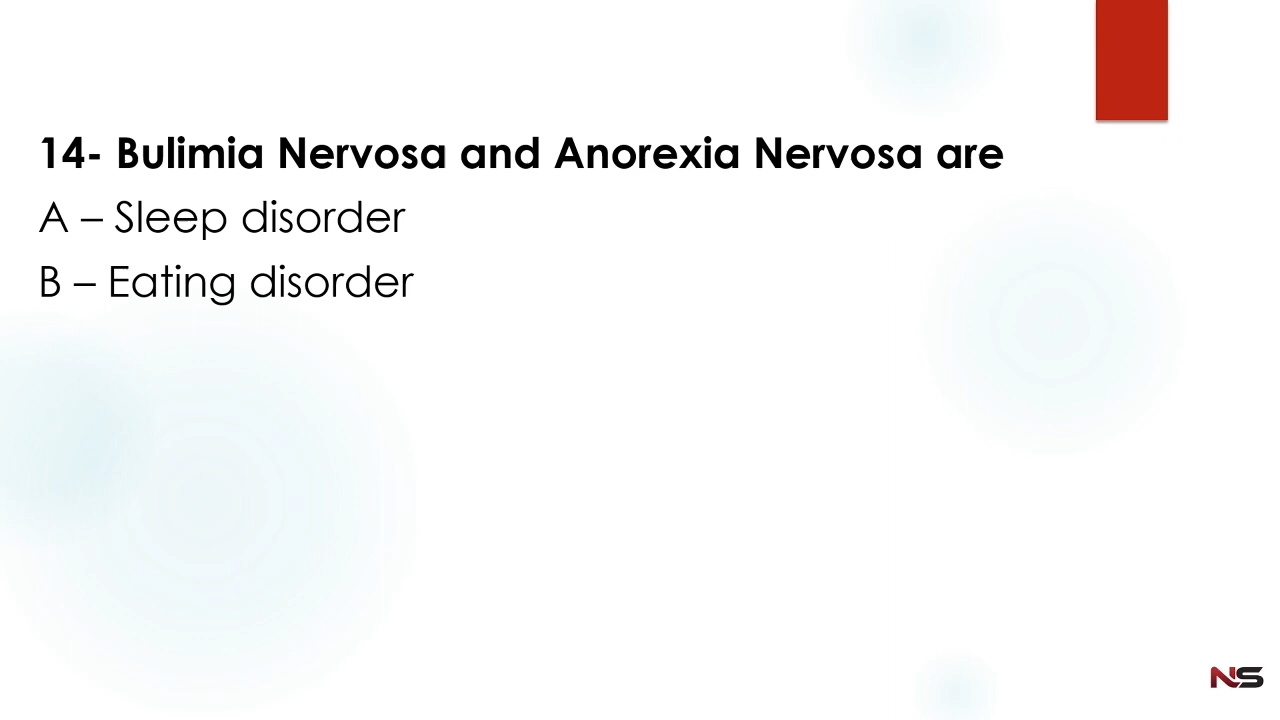 14- Bulimia Nervosa and Anorexia Nervosa are
A – Sleep disorder
B – Eating disorder
NS